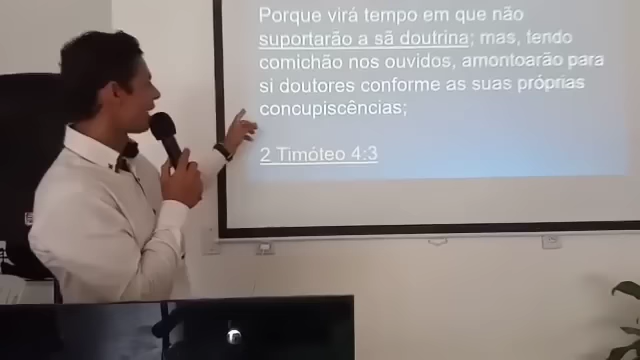 Porque virá tempo em que não
suportarão a sã doutrina; mas, tendo
comichão nos ouvidos, amontoarão para
si doutores conforme as suas próprias
concupiscências;
2 Timóteo 4:3